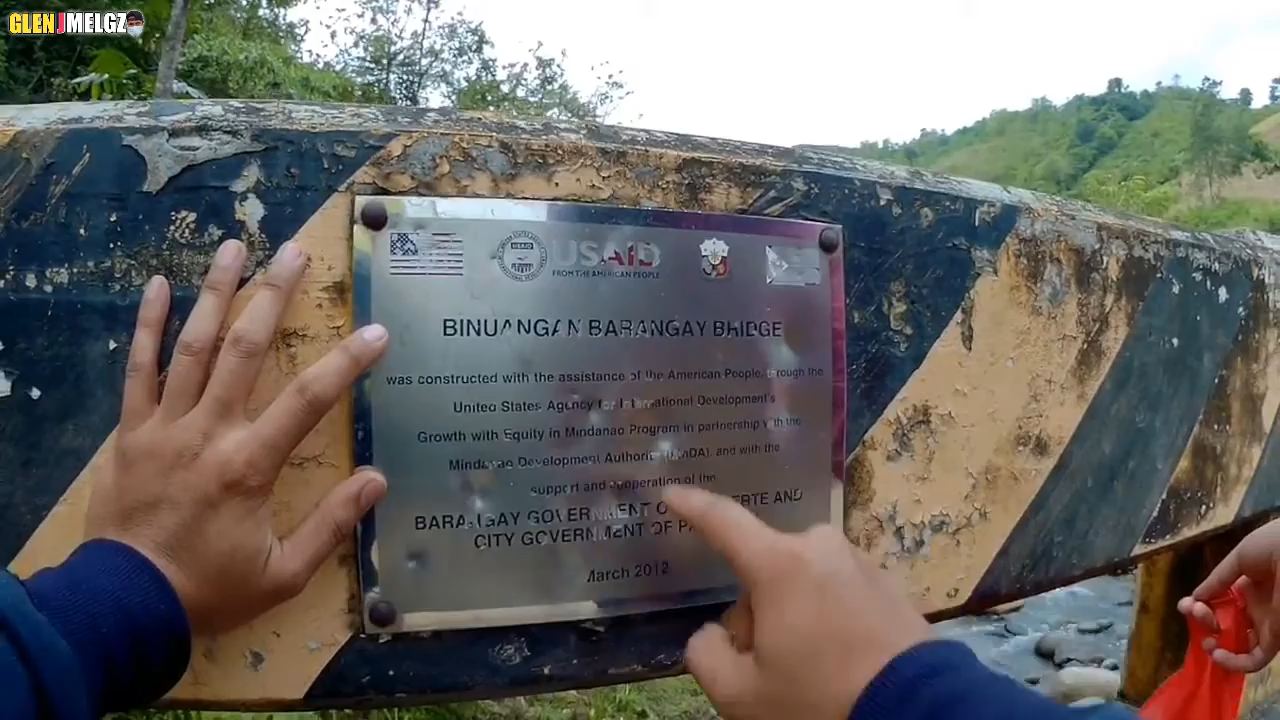 GLENJMELGZ
USAID
FROM THE AMERICAN PEOPLE
BINUANGAN BARANGAY BRIDGE
was constructed with the assistance of the American People, through the
United States Agency for International Development's
Growth with Equity in Mindanao Program in partnership with the
Mindanao Development Authority (MinDA), and with the
support and cooperation of the
BARANGAY GOVERNMENT AND
CITY GOVERNMENT OF
March 2012